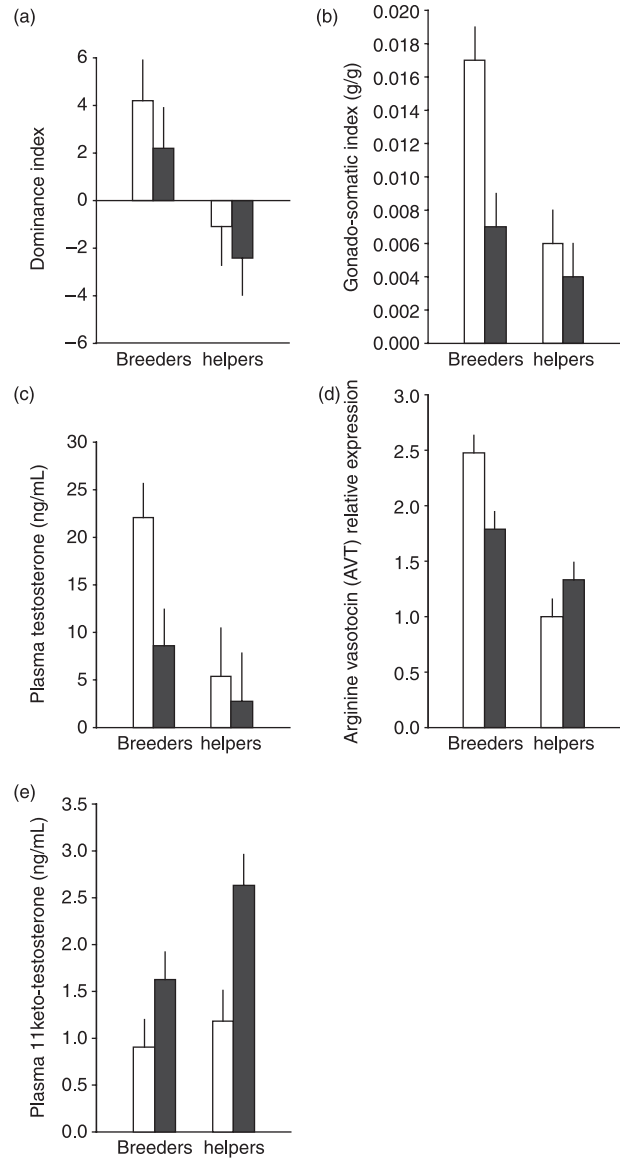 (a)
Dominance index
6
4
2
0
−2
−4
−6
Breeders helpers
(b)
Gonado-somatic index (g/g)
0.020
0.018
0.016
0.014
0.012
0.010
0.008
0.006
0.004
0.002
0.000
Breeders helpers
(c)
Plasma testosterone (ng/mL)
30
25
20
15
10
5
0
Breeders helpers
(d)
Arginine vasotocin (AVT) relative expression
3.0
2.5
2.0
1.5
1.0
0.5
0.0
Breeders helpers
(e)
Plasma 11keto-testosterone (ng/mL)
3.5
3.0
2.5
2.0
1.5
1.0
0.5
0.0
Breeders helpers